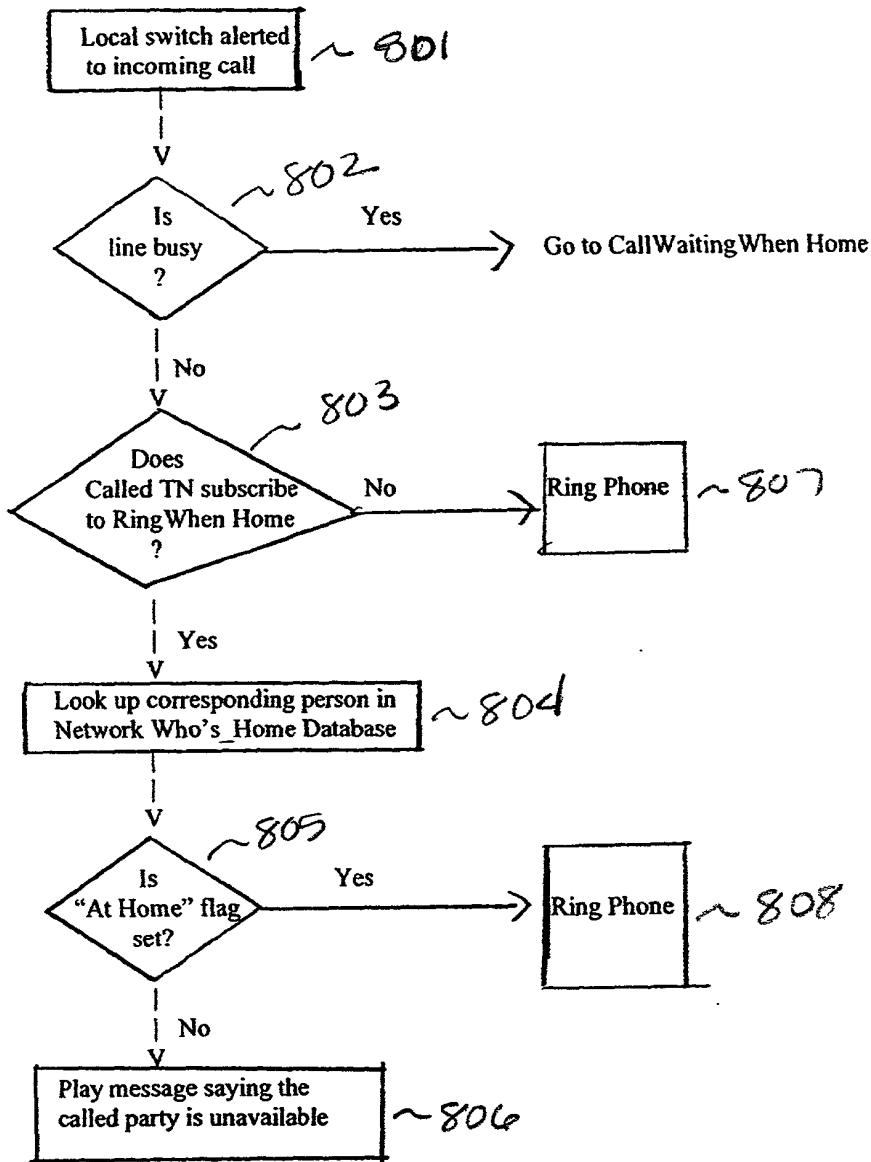 Local switch alerted
to incoming call
~ 801
~802
Is
line busy
?
Yes
Go to CallWaitingWhen Home
No
803
Does
Called TN subscribe
to RingWhen Home
?
No
Ring Phone
~ 807
Yes
Look up corresponding person in
Network Who's_Home Database
~804
~805
Is
"At Home" flag
set?
Yes
Ring Phone
~ 808
No
Play message saying the
called party is unavailable
~806